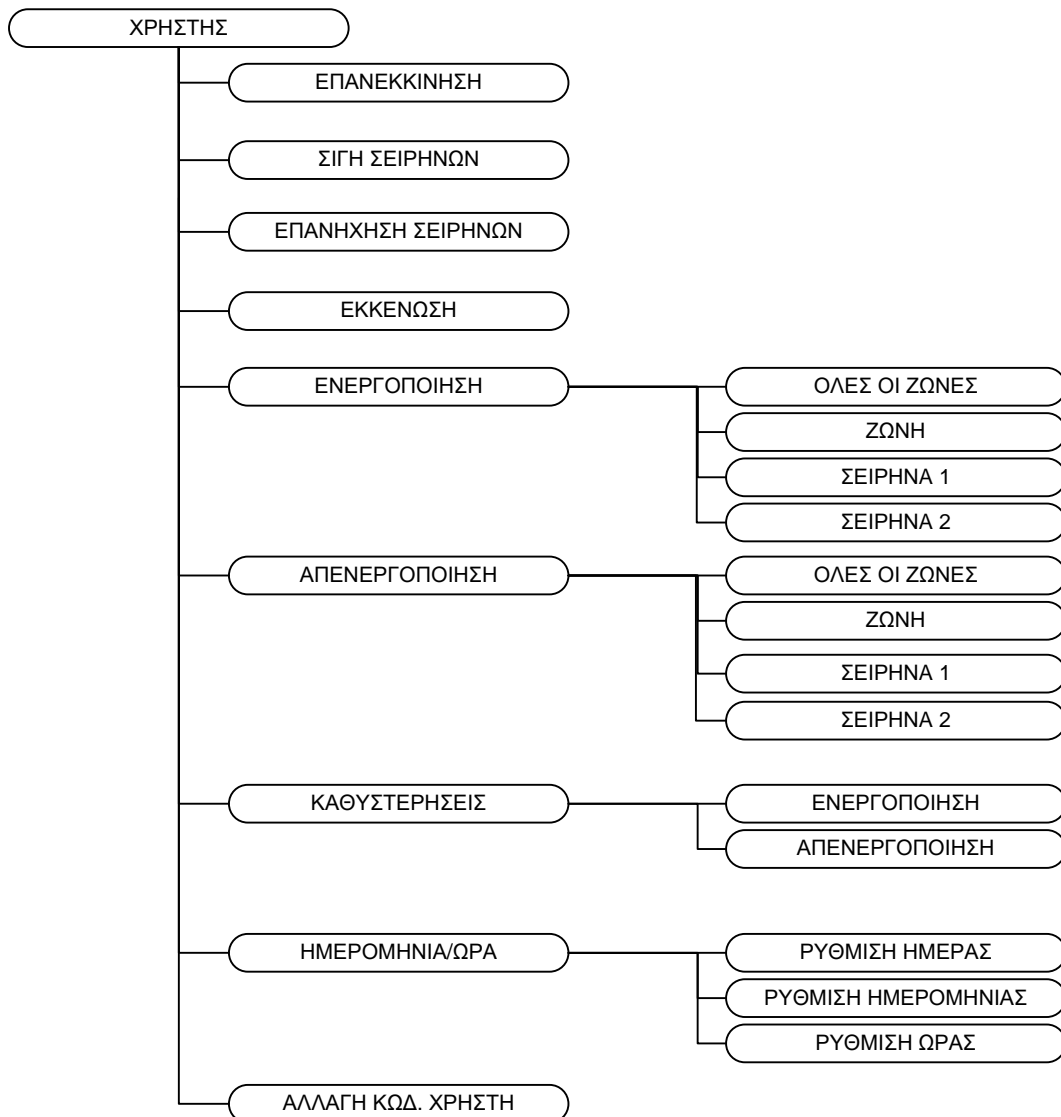 ΧΡΗΣΤΗΣ
ΕΠΑΝΕΚΚΙΝΗΣΗ
ΣΙΓΗ ΣΕΙΡΗΝΩΝ
ΕΠΑΝΗΧΗΣΗ ΣΕΙΡΗΝΩΝ
ΕΚΚΕΝΩΣΗ
ΕΝΕΡΓΟΠΟΙΗΣΗ
ΟΛΕΣ ΟΙ ΖΩΝΕΣ
ΖΩΝΗ
ΣΕΙΡΗΝΑ 1
ΣΕΙΡΗΝΑ 2
ΑΠΕΝΕΡΓΟΠΟΙΗΣΗ
ΟΛΕΣ ΟΙ ΖΩΝΕΣ
ΖΩΝΗ
ΣΕΙΡΗΝΑ 1
ΣΕΙΡΗΝΑ 2
ΚΑΘΥΣΤΕΡΗΣΕΙΣ
ΕΝΕΡΓΟΠΟΙΗΣΗ
ΑΠΕΝΕΡΓΟΠΟΙΗΣΗ
ΗΜΕΡΟΜΗΝΙΑ/ΩΡΑ
ΡΥΘΜΙΣΗ ΗΜΕΡΑΣ
ΡΥΘΜΙΣΗ ΗΜΕΡΟΜΗΝΙΑΣ
ΡΥΘΜΙΣΗ ΩΡΑΣ
ΑΛΛΑΓΗ ΚΩΔ. ΧΡΗΣΤΗ